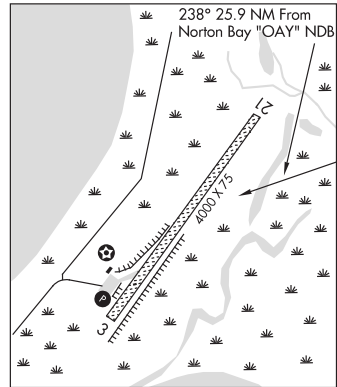 238° 25.9 NM From
Norton Bay "OAY" NDB
21
4000 X 75
P
3